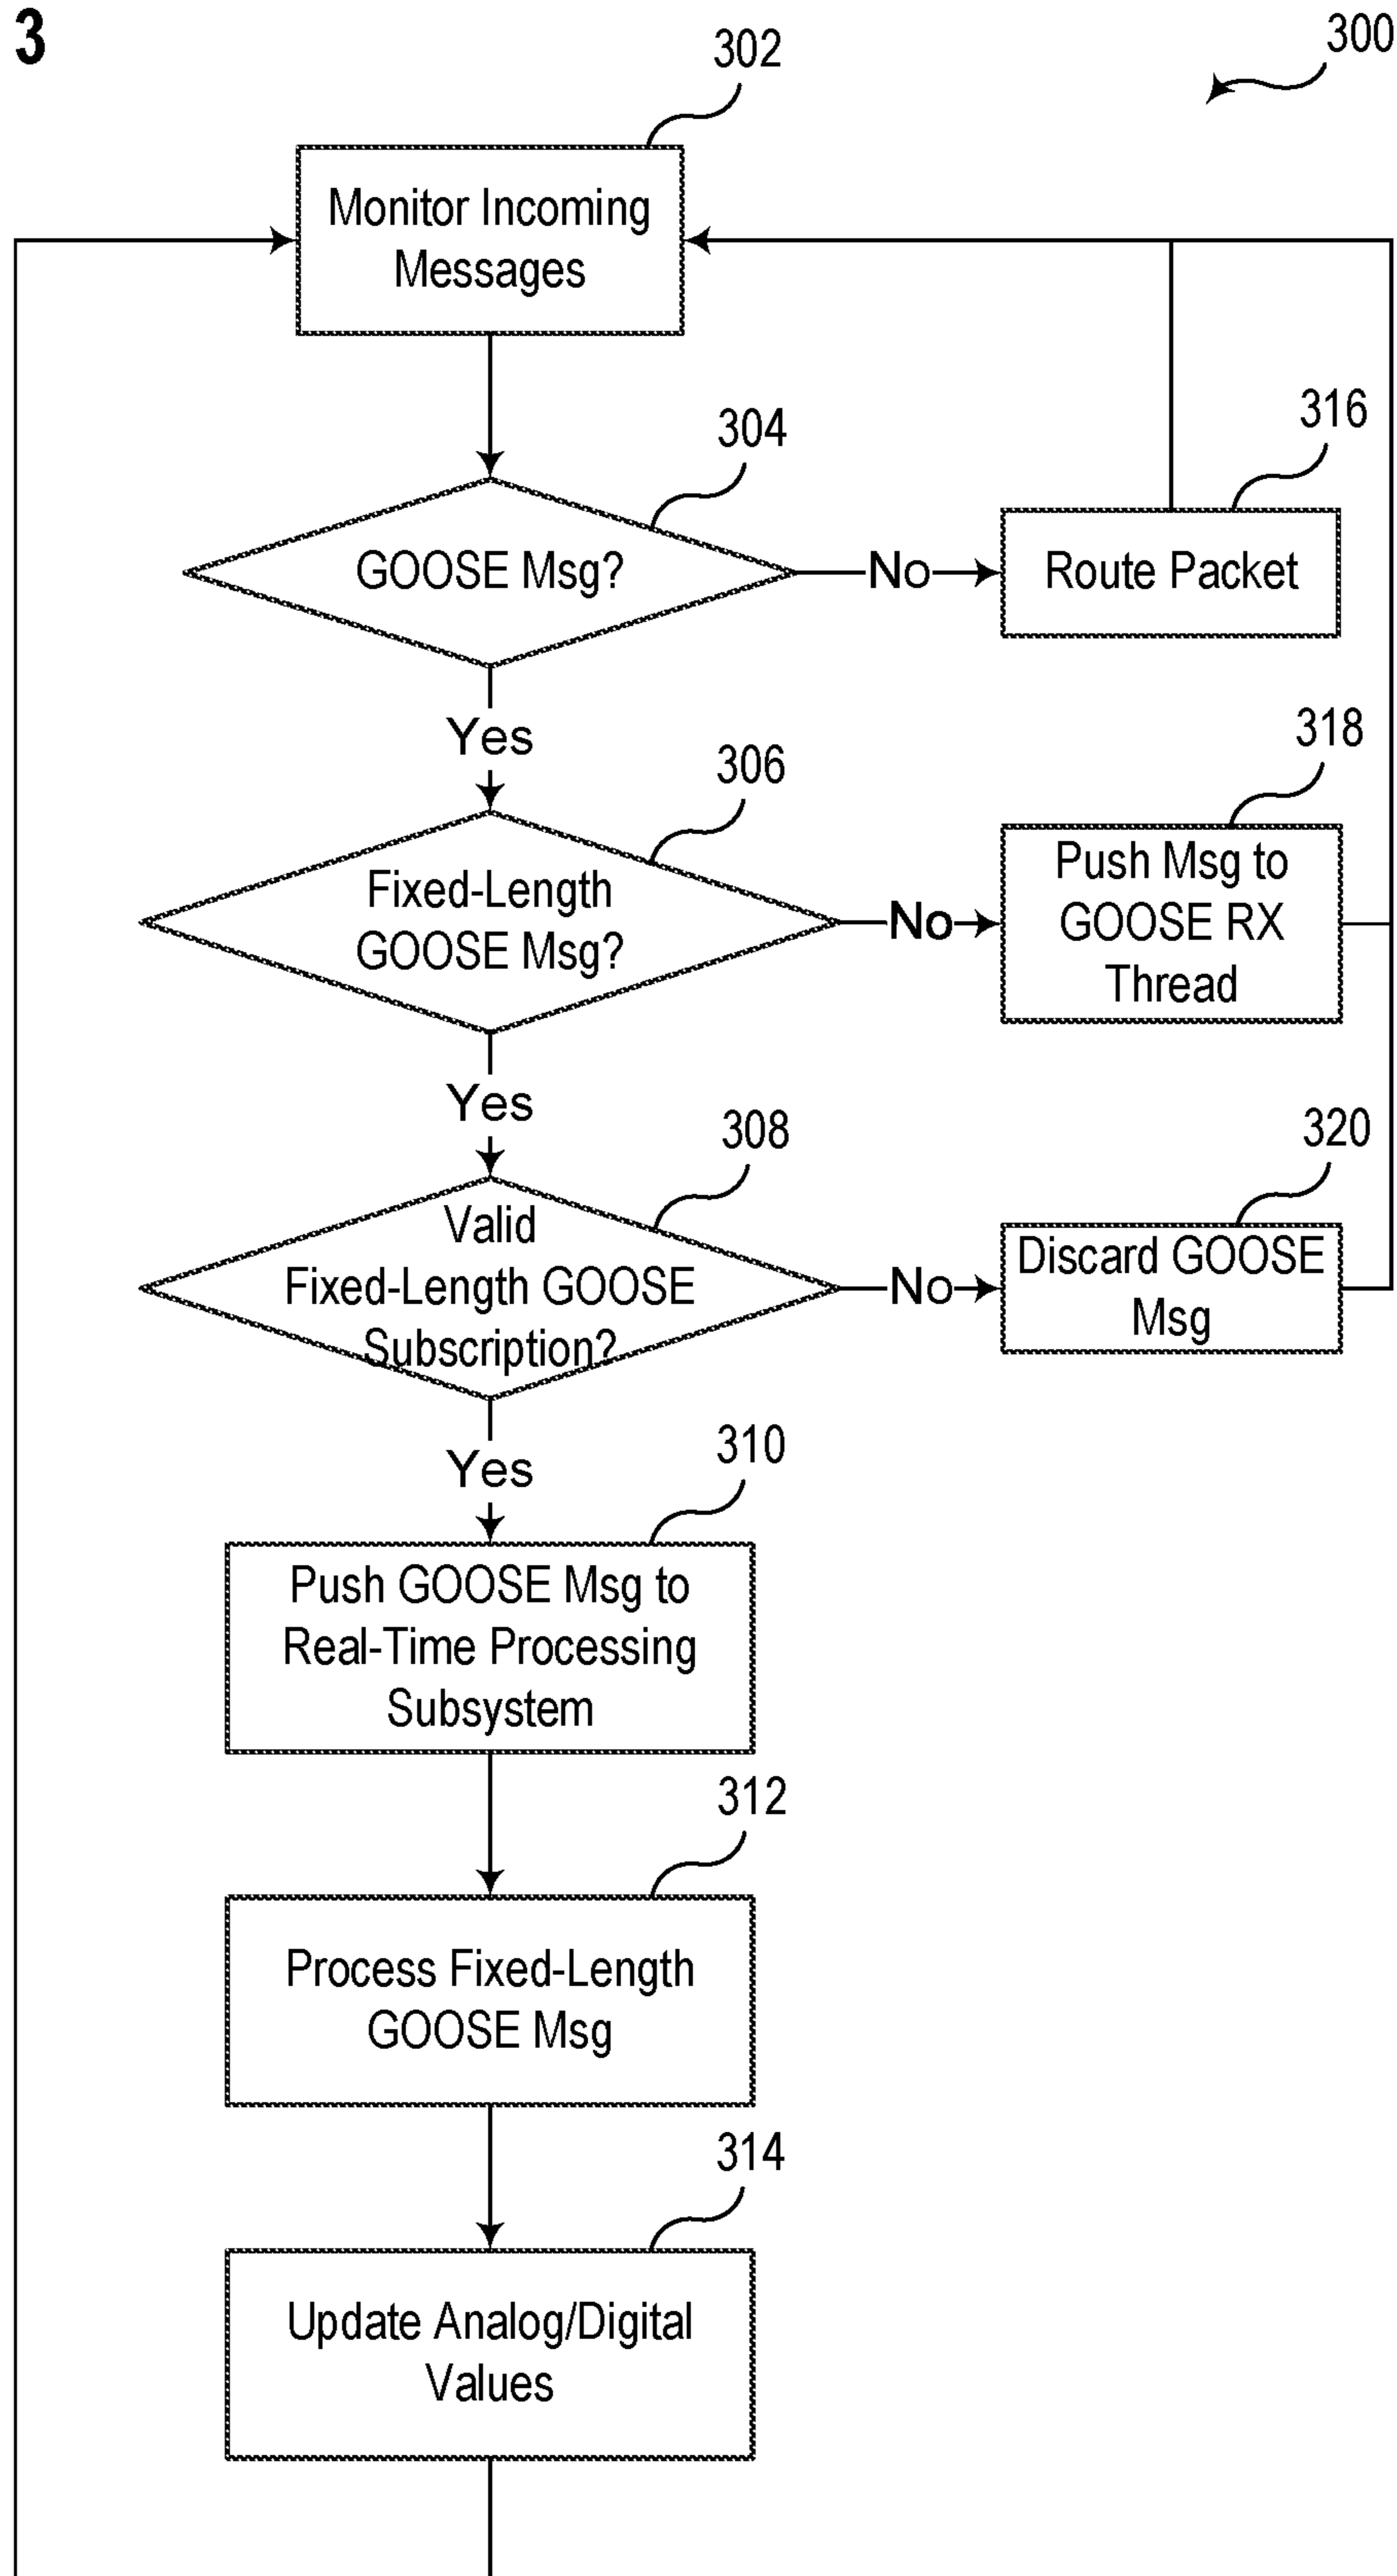 3
300
302
Monitor Incoming
Messages
304
GOOSE Msg?
No
316
Route Packet
Yes
306
Fixed-Length
GOOSE Msg?
No
318
Push Msg to
GOOSE RX
Thread
Yes
308
Valid
Fixed-Length GOOSE
Subscription?
No
320
Discard GOOSE
Msg
Yes
310
Push GOOSE Msg to
Real-Time Processing
Subsystem
312
Process Fixed-Length
GOOSE Msg
314
Update Analog/Digital
Values